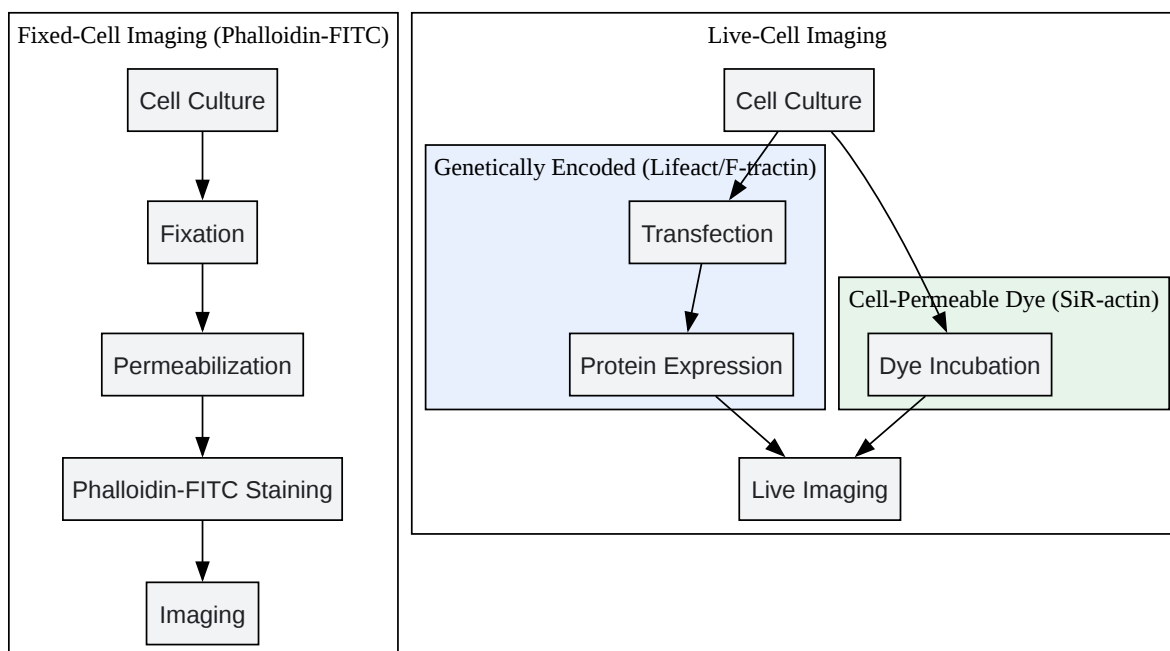 Fixed-Cell Imaging (Phalloidin-FITC)
Cell Culture
Fixation
Permeabilization
Phalloidin-FITC Staining
Imaging
Live-Cell Imaging
Cell Culture
Genetically Encoded (Lifeact/F-tractin)
Transfection
Protein Expression
Cell-Permeable Dye (SiR-actin)
Dye Incubation
Live Imaging